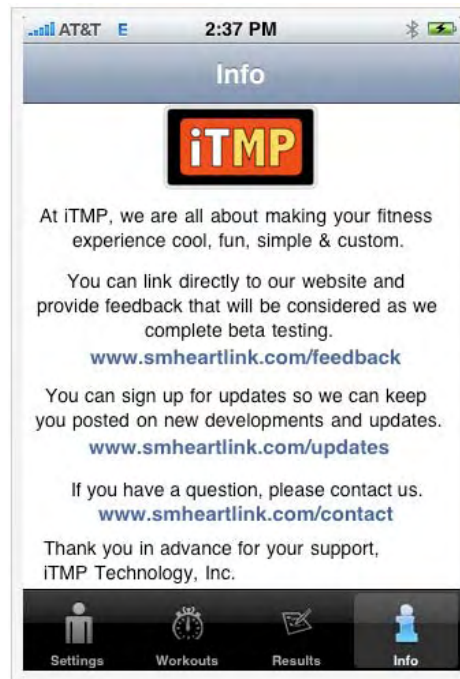 AT&T E 2:37 PM
Info
iTMP
At iTMP, we are all about making your fitness
experience cool, fun, simple & custom.
You can link directly to our website and
provide feedback that will be considered as we
complete beta testing.
www.smheartlink.com/feedback
You can sign up for updates so we can keep
you posted on new developments and updates.
www.smheartlink.com/updates
If you have a question, please contact us.
www.smheartlink.com/contact
Thank you in advance for your support,
iTMP Technology, Inc.
Settings Workouts Results Info